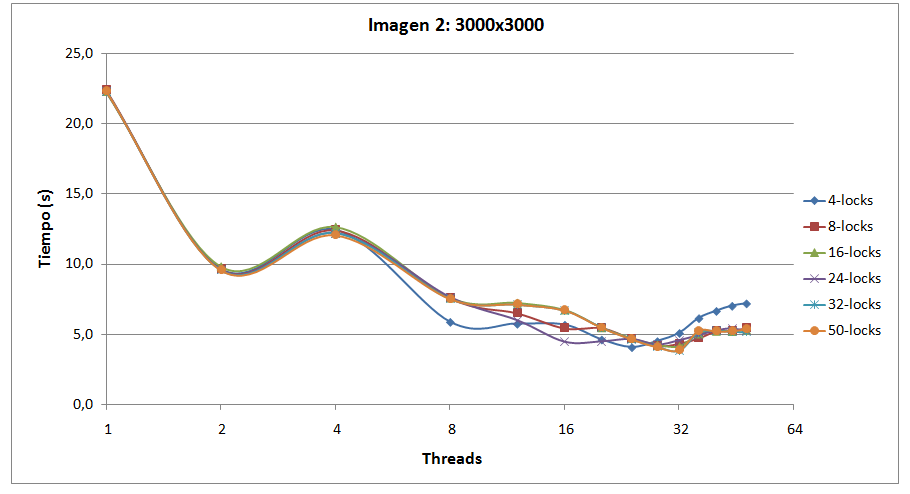 Imagen 2: 3000x3000
25,0
20,0
15,0
10,0
5,0
0,0
Tiempo (s)
1 2 4 8 16 32 64
Threads
4-locks
8-locks
16-locks
24-locks
32-locks
50-locks